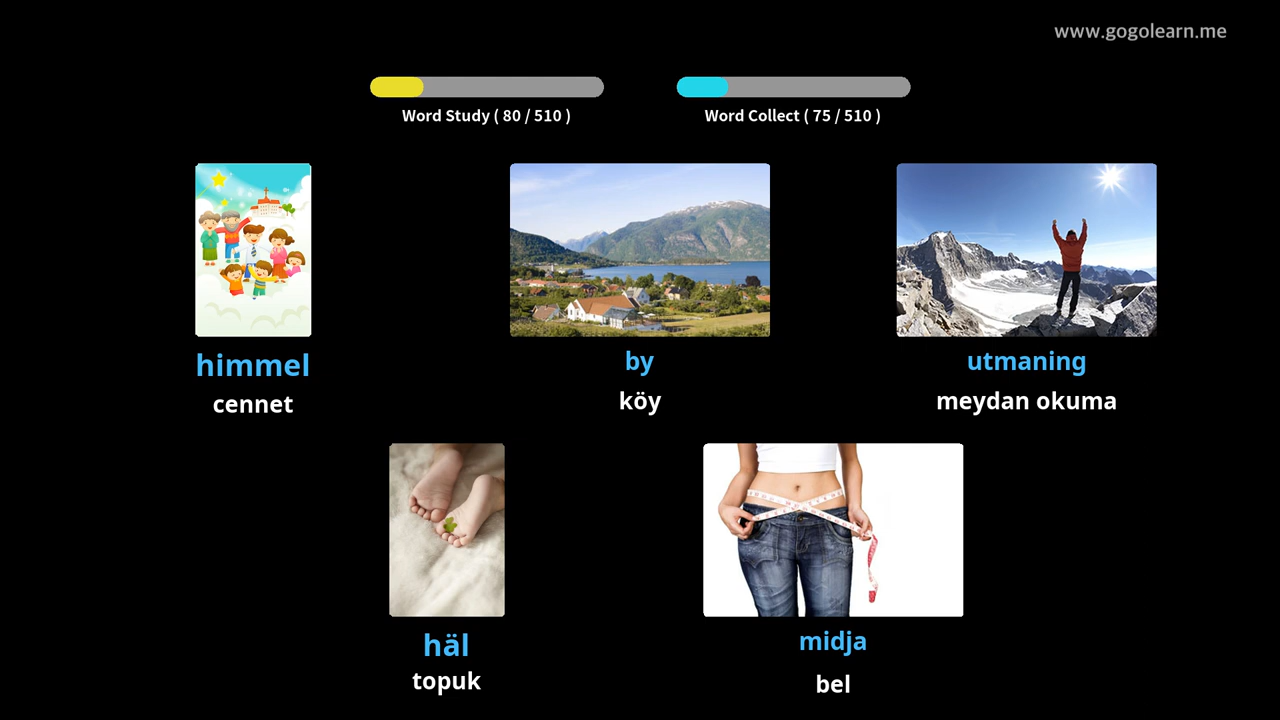 www.gogolearn.me
Word Study ( 80 / 510 )
Word Collect ( 75 / 510 )
himmel
cennet
by
köy
utmaning
meydan okuma
häl
topuk
midja
bel